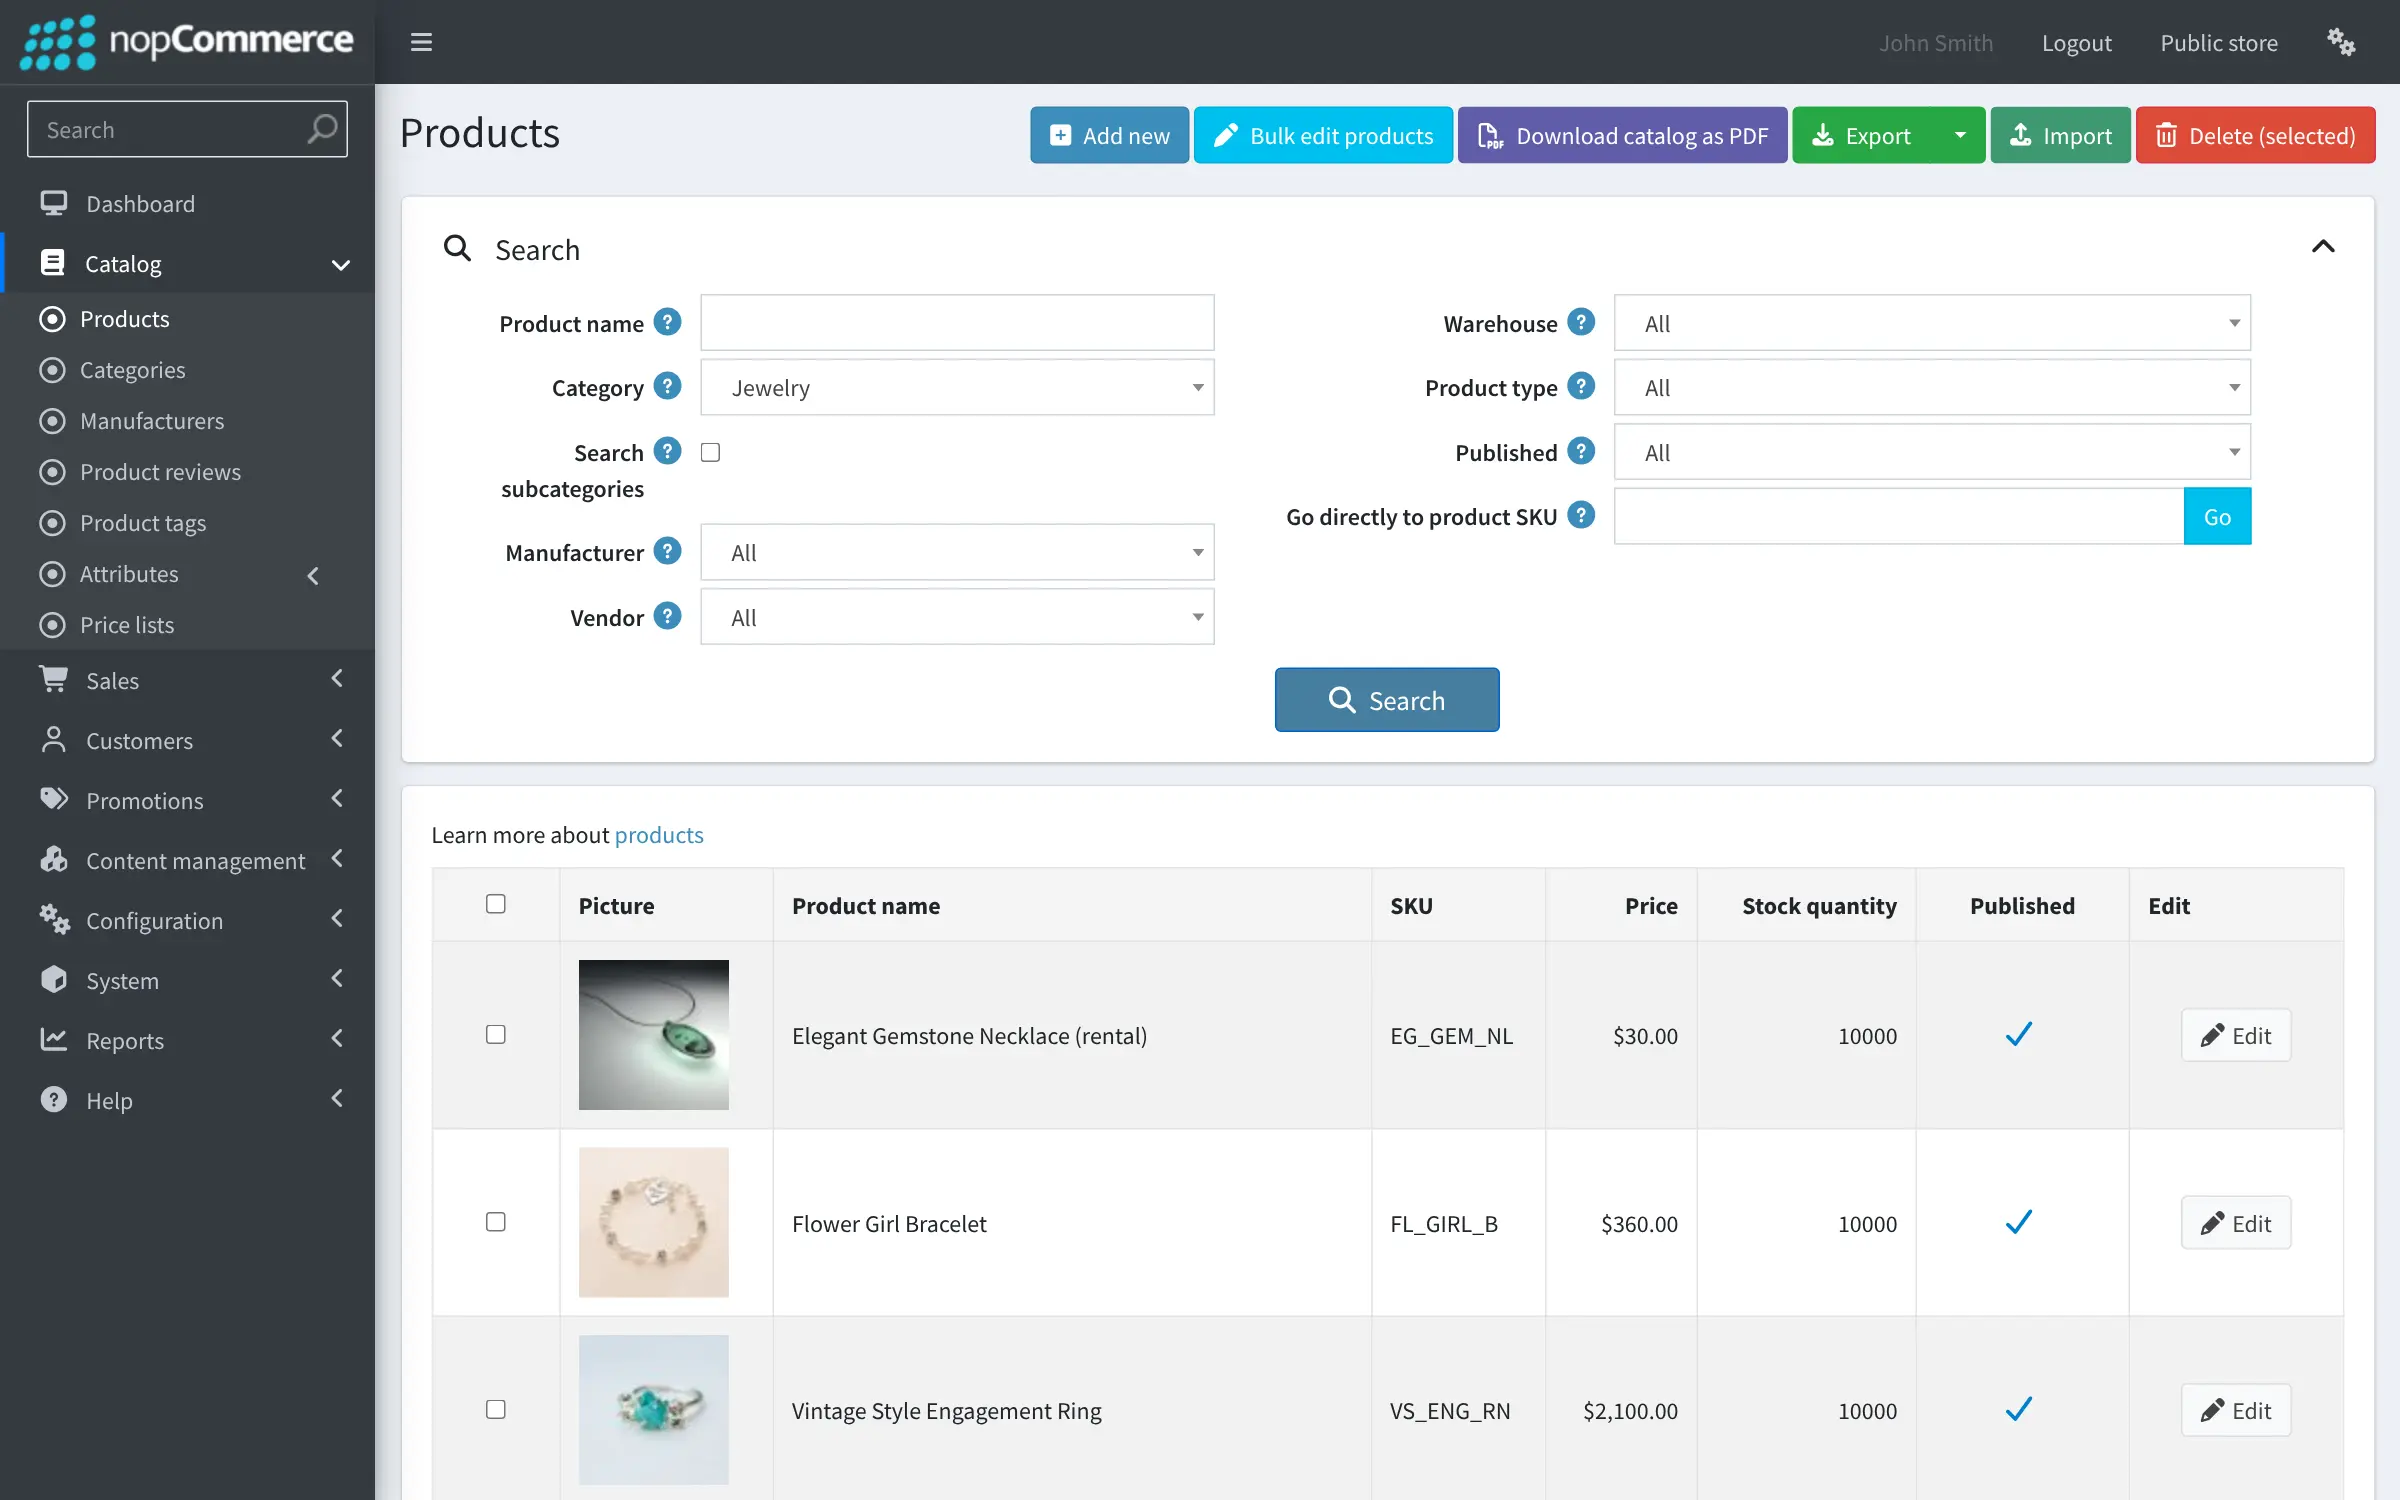 nopCommerce
John Smith
Logout
Public store
Search
Dashboard
Catalog
Products
Categories
Manufacturers
Product reviews
Product tags
Attributes
Price lists
Sales
Customers
Promotions
Content management
Configuration
System
Reports
Help
Products
Add new
Bulk edit products
Download catalog as PDF
Export
Import
Delete (selected)
Search
Product name ?
Category ? Jewelry
Search ?
subcategories
Manufacturer ? All
Vendor ? All
Warehouse ? All
Product type ? All
Published ? All
Go directly to product SKU ? Go
Search
Learn more about products
Picture Product name SKU Price Stock quantity Published Edit
Elegant Gemstone Necklace (rental) EG_GEM_NL $30.00 10000 Edit
Flower Girl Bracelet FL_GIRL_B $360.00 10000 Edit
Vintage Style Engagement Ring VS_ENG_RN $2,100.00 10000 Edit